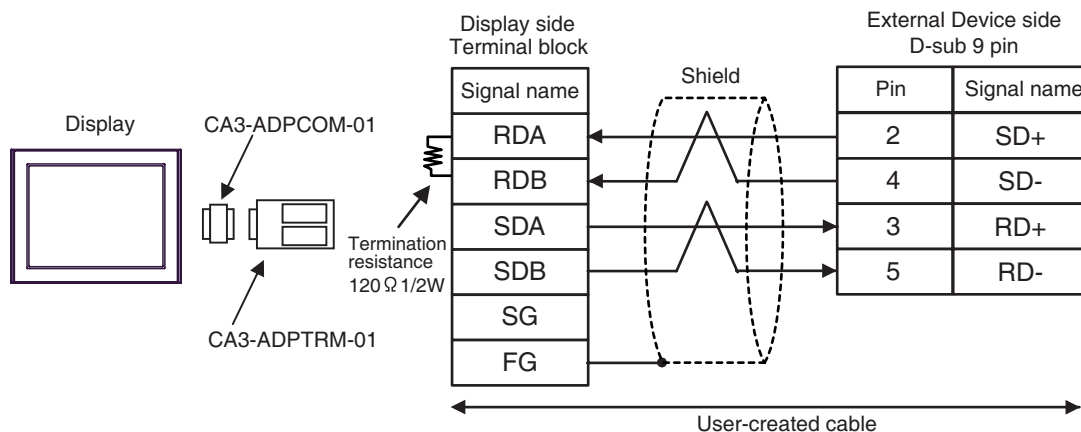 Display side
Terminal block
External Device side
D-sub 9 pin
Signal name
Shield
Pin
Signal name
Display
CA3-ADPCOM-01
RDA
2
SD+
RDB
4
SD-
SDA
3
RD+
Termination
resistance
120Ω 1/2W
SDB
5
RD-
SG
CA3-ADPTRM-01
FG
User-created cable